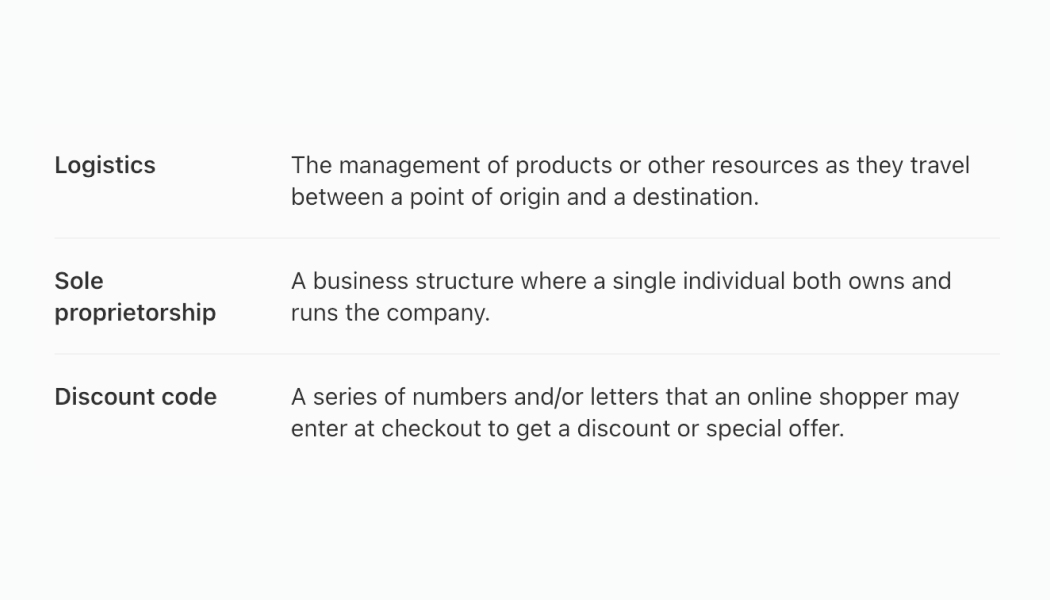 Logistics
The management of products or other resources as they travel
between a point of origin and a destination.
Sole
proprietorship
A business structure where a single individual both owns and
runs the company.
Discount code
A series of numbers and/or letters that an online shopper may
enter at checkout to get a discount or special offer.